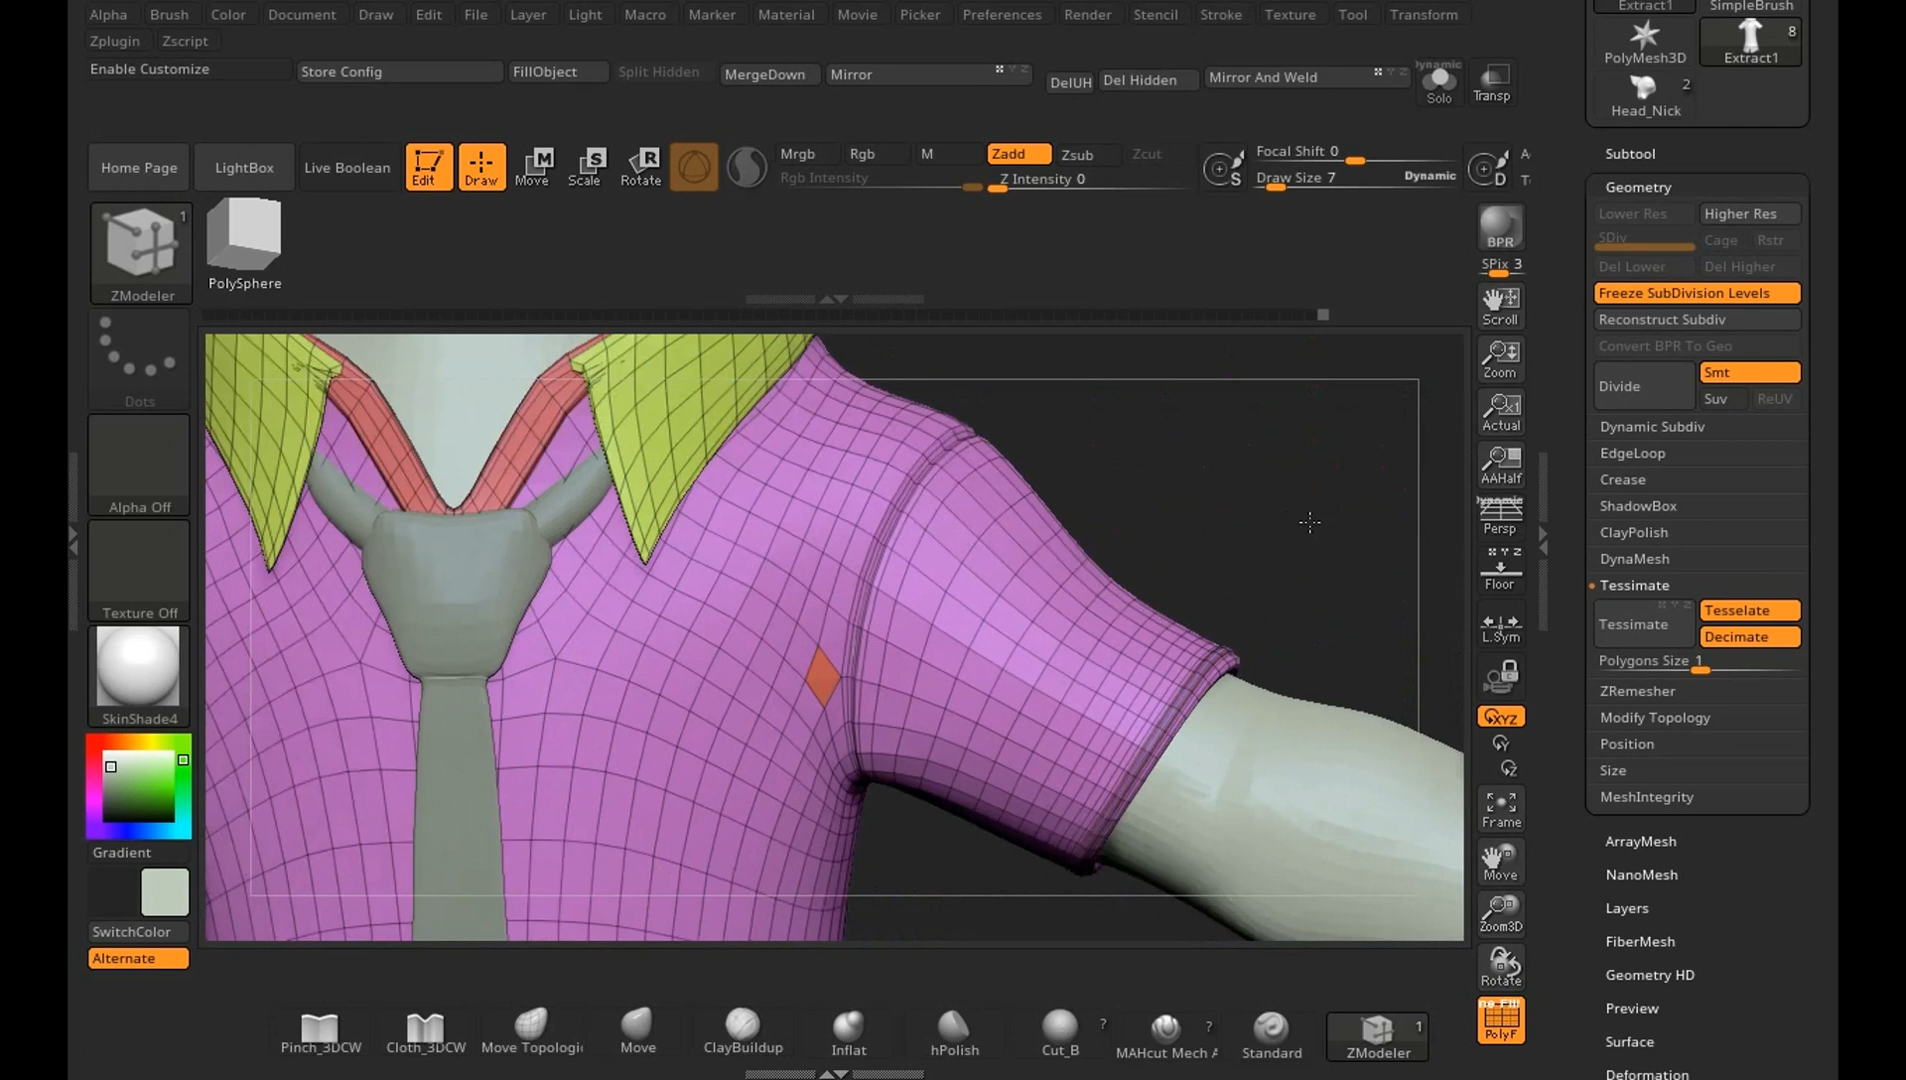 Alpha Brush Color Document Draw Edit File Layer Light Macro Marker Material Movie Picker Preferences Render Stencil Stroke Texture Tool Transform
Zplugin Zscript
Enable Customize Store Config FillObject Split Hidden MergeDown Mirror DelUH Del Hidden Mirror And Weld Dynamic Solo Transp
Home Page LightBox Live Boolean Edit Draw Move Scale Rotate
M S R
Mrgb Rgb M Zadd Zsub Zcut
Rgb Intensity Z Intensity 0
Focal Shift 0
Draw Size 7 Dynamic
S D
1
ZModeler
PolySphere
Dots
Alpha Off
Texture Off
SkinShade4
Gradient
SwitchColor
Alternate
BPR
SPix 3
Scroll
Zoom
Actual
AAHalf
Dynamic
Persp
Floor
L.Sym
XYZ
Y
Z
Frame
Move
Zoom3D
Rotate
PolyF
Extract1 SimpleBrush
PolyMesh3D 8 Extract1
2
Head_Nick
Subtool
Geometry
Lower Res Higher Res
SDiv Cage Rstr
Del Lower Del Higher
Freeze SubDivision Levels
Reconstruct Subdiv
Convert BPR To Geo
Divide Smt
Suv ReUV
Dynamic Subdiv
EdgeLoop
Crease
ShadowBox
ClayPolish
DynaMesh
Tessimate
Tessimate Tesselate
Decimate
Polygons Size 1
ZRemesher
Modify Topology
Position
Size
MeshIntegrity
ArrayMesh
NanoMesh
Layers
FiberMesh
Geometry HD
Preview
Surface
Deformation
Pinch_3DCW Cloth_3DCW Move Topologi Move ClayBuildup Inflat hPolish Cut_B ? MAHcut Mech A ? Standard ZModeler 1